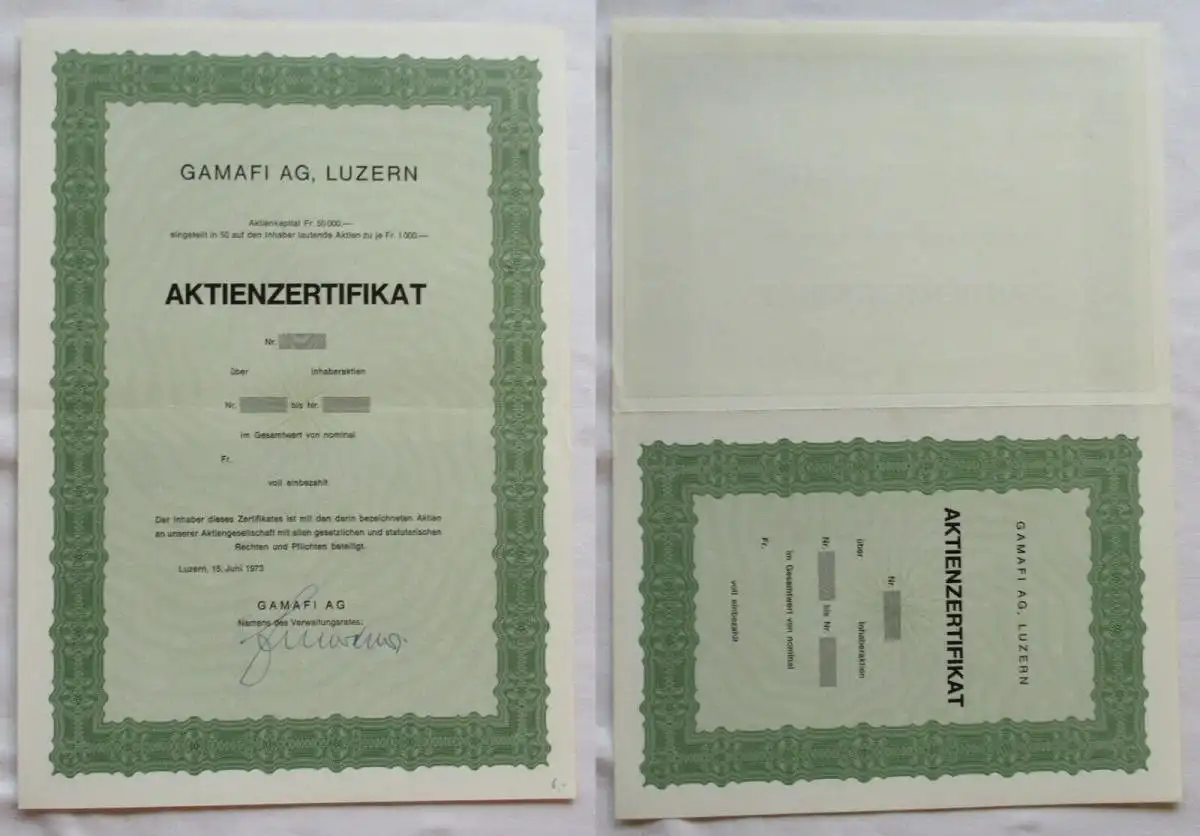 GAMAFI AG, LUZERN
Aktienkapital Fr. 50 000.—
eingeteilt in 50 auf den Inhaber lautende Aktien zu je Fr. 1 000.—
AKTIENZERTIFIKAT
Nr.
über Inhaberaktien
Nr. bis Nr.
im Gesamtwert von nominal
Fr.
voll einbezahlt
Der Inhaber dieses Zertifikates ist mit den darin bezeichneten Aktien
an unserer Aktiengesellschaft mit allen gesetzlichen und statutarischen
Rechten und Pflichten beteiligt.
Luzern, 15. Juni 1973
GAMAFI AG
Namens des Verwaltungsrates:
6.-
GAMAFI AG, LUZERN
AKTIENZERTIFIKAT
Nr.
über Inhaberaktien
Nr. bis Nr.
im Gesamtwert von nominal
Fr.
voll einbezahlt